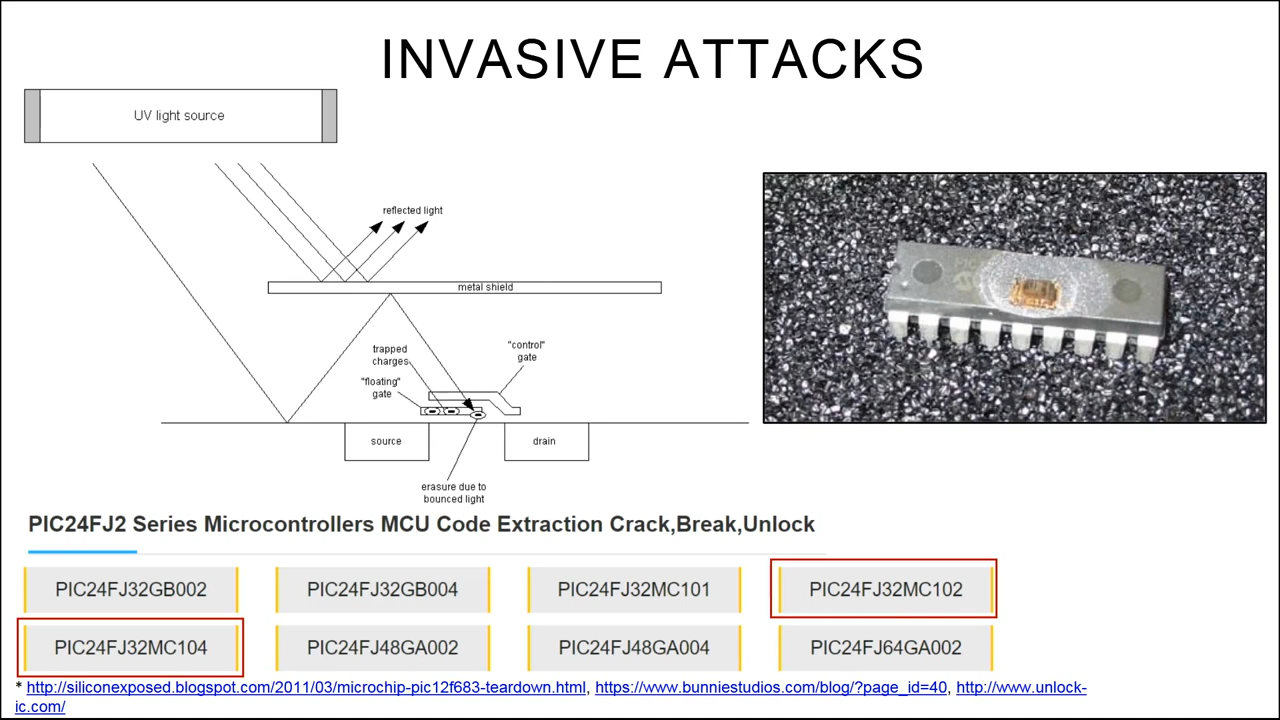 INVASIVE ATTACKS
UV light source
reflected light
metal shield
trapped
charges
"control"
gate
"floating"
gate
source
drain
erasure due to
bounced light
PIC24FJ2 Series Microcontrollers MCU Code Extraction Crack,Break,Unlock
PIC24FJ32GB002 PIC24FJ32GB004 PIC24FJ32MC101 PIC24FJ32MC102
PIC24FJ32MC104 PIC24FJ48GA002 PIC24FJ48GA004 PIC24FJ64GA002
* http://siliconexposed.blogspot.com/2011/03/microchip-pic12f683-teardown.html, https://www.bunniestudios.com/blog/?page_id=40, http://www.unlock-
ic.com/